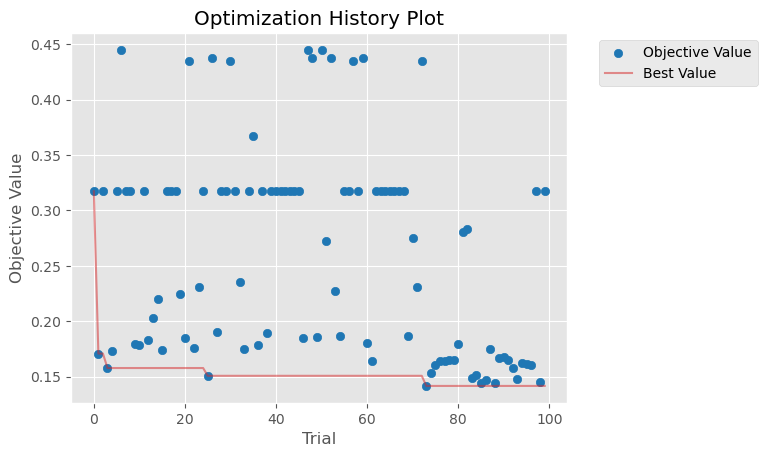 Optimization History Plot
Objective Value
Best Value
Objective Value
0.45
0.40
0.35
0.30
0.25
0.20
0.15
0 20 40 60 80 100
Trial